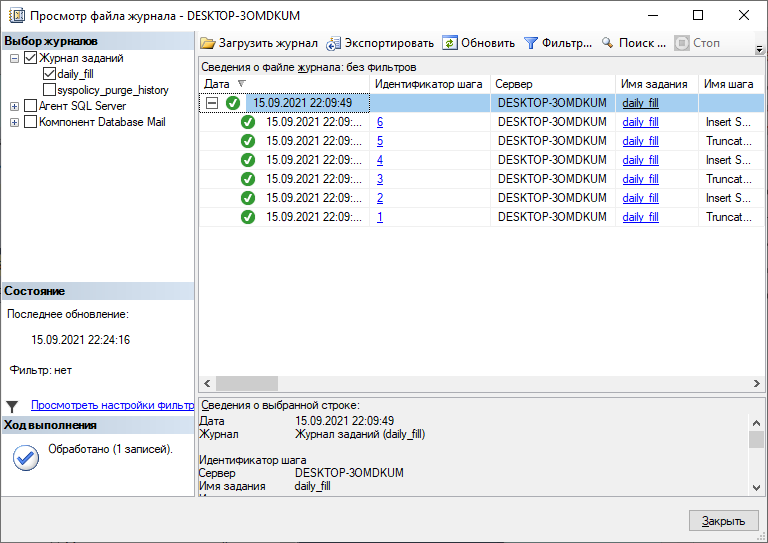 Просмотр файла журнала - DESKTOP-3OMDKUM
Выбор журналов
Журнал заданий
daily_fill
syspolicy_purge_history
Агент SQL Server
Компонент Database Mail
Загрузить журнал Экспортировать Обновить Фильтр... Поиск ... Стоп
Сведения о файле журнала: без фильтров
Дата Идентификатор шага Сервер Имя задания Имя шага
15.09.2021 22:09:49 DESKTOP-3OMDKUM daily_fill
15.09.2021 22:09:... 6 DESKTOP-3OMDKUM daily_fill Insert S...
15.09.2021 22:09:... 5 DESKTOP-3OMDKUM daily_fill Truncat...
15.09.2021 22:09:... 4 DESKTOP-3OMDKUM daily_fill Insert S...
15.09.2021 22:09:... 3 DESKTOP-3OMDKUM daily_fill Truncat...
15.09.2021 22:09:... 2 DESKTOP-3OMDKUM daily_fill Insert S...
15.09.2021 22:09:... 1 DESKTOP-3OMDKUM daily_fill Truncat...
Состояние
Последнее обновление:
15.09.2021 22:24:16
Фильтр: нет
Просмотреть настройки фильтр
Ход выполнения
Обработано (1 записей).
Сведения о выбранной строке:
Дата 15.09.2021 22:09:49
Журнал Журнал заданий (daily_fill)
Идентификатор шага
Сервер DESKTOP-3OMDKUM
Имя задания daily_fill
Закрыть